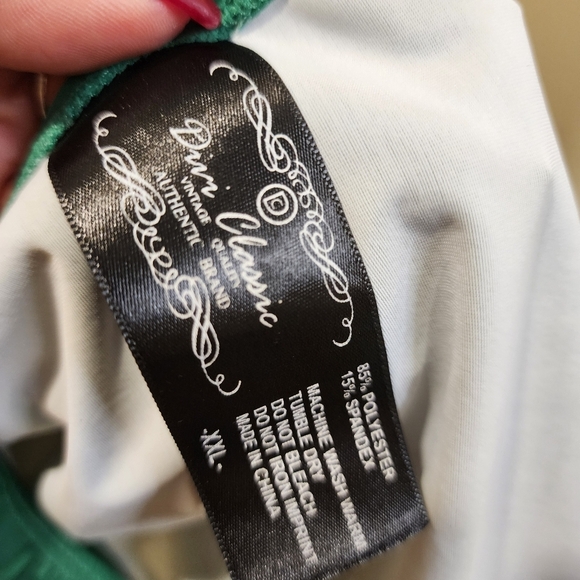 D
Duri Classic
VINTAGE QUALITY
AUTHENTIC BRAND
85% POLYESTER
15% SPANDEX
MACHINE WASH WARM
TUMBLE DRY
DO NOT BLEACH
DO NOT IRON IMPRINT
MADE IN CHINA
-XXL-